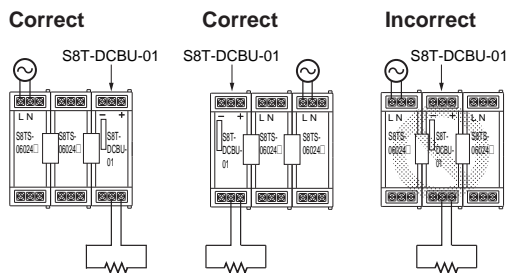 Correct
Correct
Incorrect
S8T-DCBU-01
S8T-DCBU-01
S8T-DCBU-01
L N
− +
S8TS-
06024□
S8TS-
06024□
S8T-
DCBU-
01
− +
L N
L N
S8T-
DCBU-
01
S8TS-
06024□
S8TS-
06024□
L N
− +
L N
S8TS-
06024□
S8T-
DCBU-
01
S8TS-
06024□